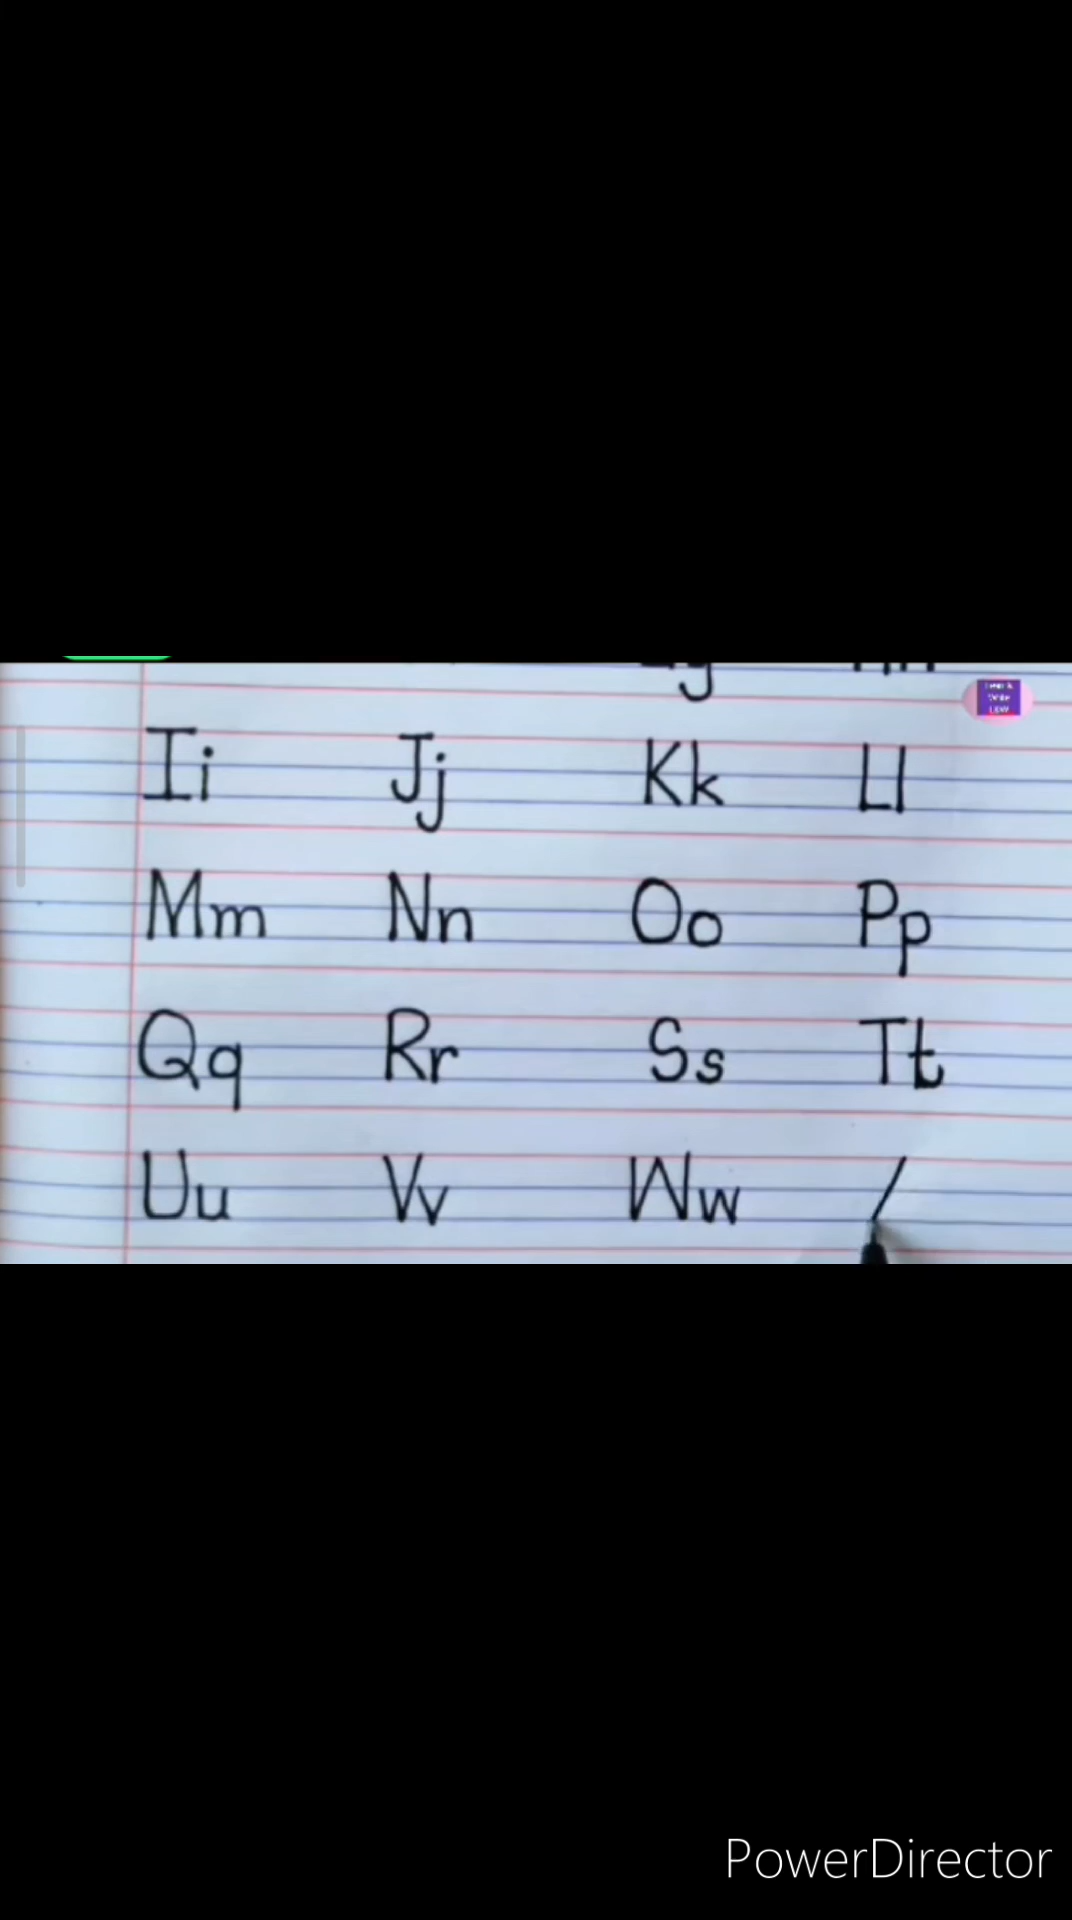 Ii Jj Kk Ll
Mm Nn Oo Pp
Qq Rr Ss Tt
Uu Vv Ww /
PowerDirector